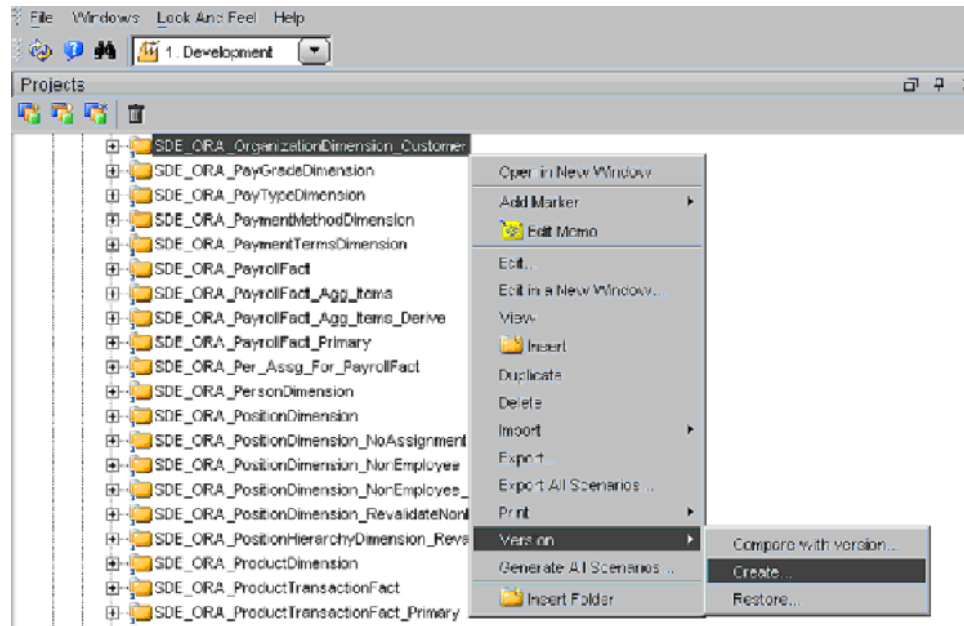 File Windows Look And Feel Help
1. Development
Projects
SDE_ORA_OrganizationDimension_Customer
SDE_ORA_PayGradeDimension
SDE_ORA_PayTypeDimension
SDE_ORA_PaymentMethodDimension
SDE_ORA_PaymentTermsDimension
SDE_ORA_PayrollFact
SDE_ORA_PayrollFact_Agg_Items
SDE_ORA_PayrollFact_Agg_Items_Derive
SDE_ORA_PayrollFact_Primary
SDE_ORA_Per_Assg_For_PayrollFact
SDE_ORA_PersonDimension
SDE_ORA_PositionDimension
SDE_ORA_PositionDimension_NoAssignment
SDE_ORA_PositionDimension_NonEmployee
SDE_ORA_PositionDimension_NonEmployee_
SDE_ORA_PositionDimension_RevalidateNonl
SDE_ORA_PositionHierarchyDimension_Reva
SDE_ORA_ProductDimension
SDE_ORA_ProductTransactionFact
SDE_ORA_ProductTransactionFact_Primary
Open in New Window
Add Marker
Edit Memo
Edit...
Edit in a New Window...
View
Insert
Duplicate
Delete
Import
Export...
Export All Scenarios...
Print
Version
Generate All Scenarios...
Insert Folder
Compare with version...
Create...
Restore...